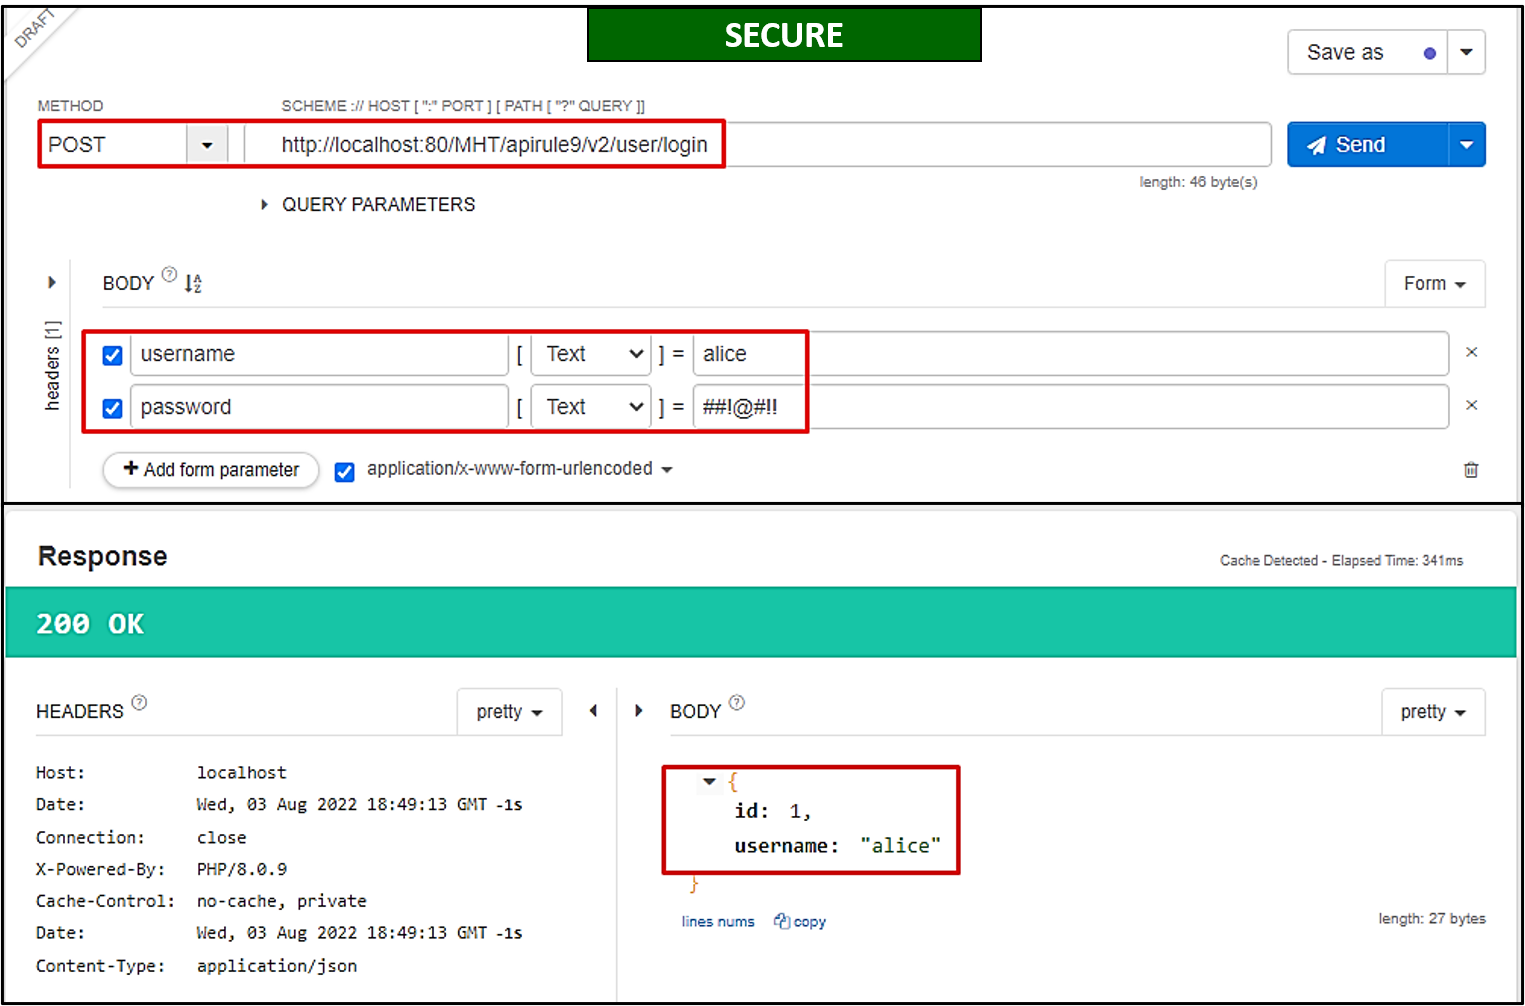 DRAFT
SECURE
Save as
METHOD
SCHEME :// HOST [ ":" PORT ] [ PATH [ "?" QUERY ]]
POST http://localhost:80/MHT/apirule9/v2/user/login Send
length: 46 byte(s)
QUERY PARAMETERS
headers [1]
BODY ? Form
username [ Text ] = alice ×
password [ Text ] = ##!@#!! ×
+ Add form parameter application/x-www-form-urlencoded
Response
Cache Detected - Elapsed Time: 341ms
200 OK
HEADERS ? pretty
Host: localhost
Date: Wed, 03 Aug 2022 18:49:13 GMT -1s
Connection: close
X-Powered-By: PHP/8.0.9
Cache-Control: no-cache, private
Date: Wed, 03 Aug 2022 18:49:13 GMT -1s
Content-Type: application/json
BODY ? pretty
{
id: 1,
username: "alice"
}
lines nums copy
length: 27 bytes